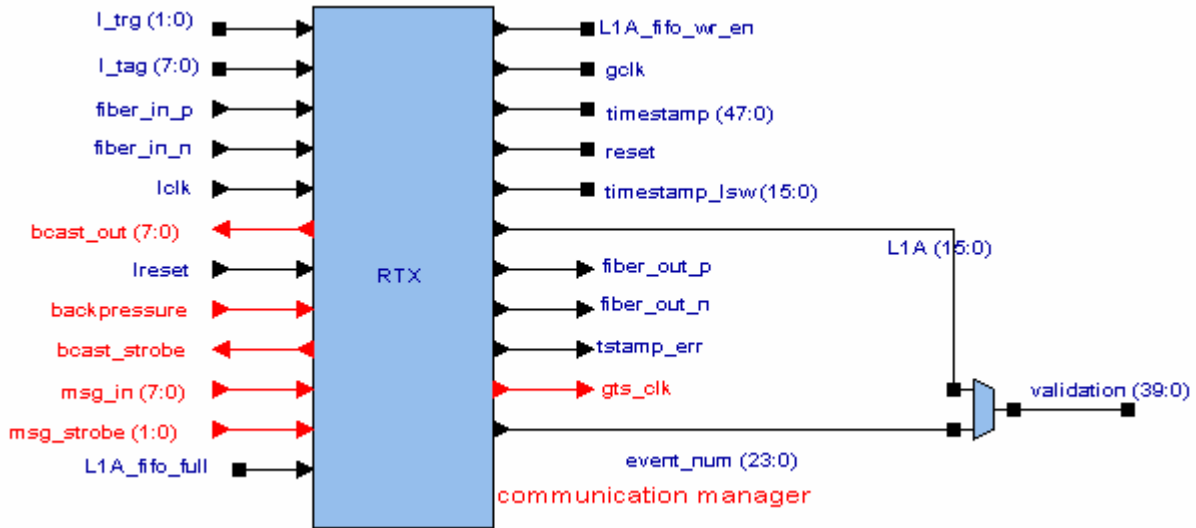 l_trg (1:0)
l_tag (7:0)
fiber_in_p
fiber_in_n
lclk
bcast_out (7:0)
lreset
backpressure
bcast_strobe
msg_in (7:0)
msg_strobe (1:0)
L1A_fifo_full
RTX
L1A_fifo_wr_en
gclk
timestamp (47:0)
reset
timestamp_lsw (15:0)
L1A (15:0)
fiber_out_p
fiber_out_n
tstamp_err
gts_clk
validation (39:0)
event_num (23:0)
communication manager